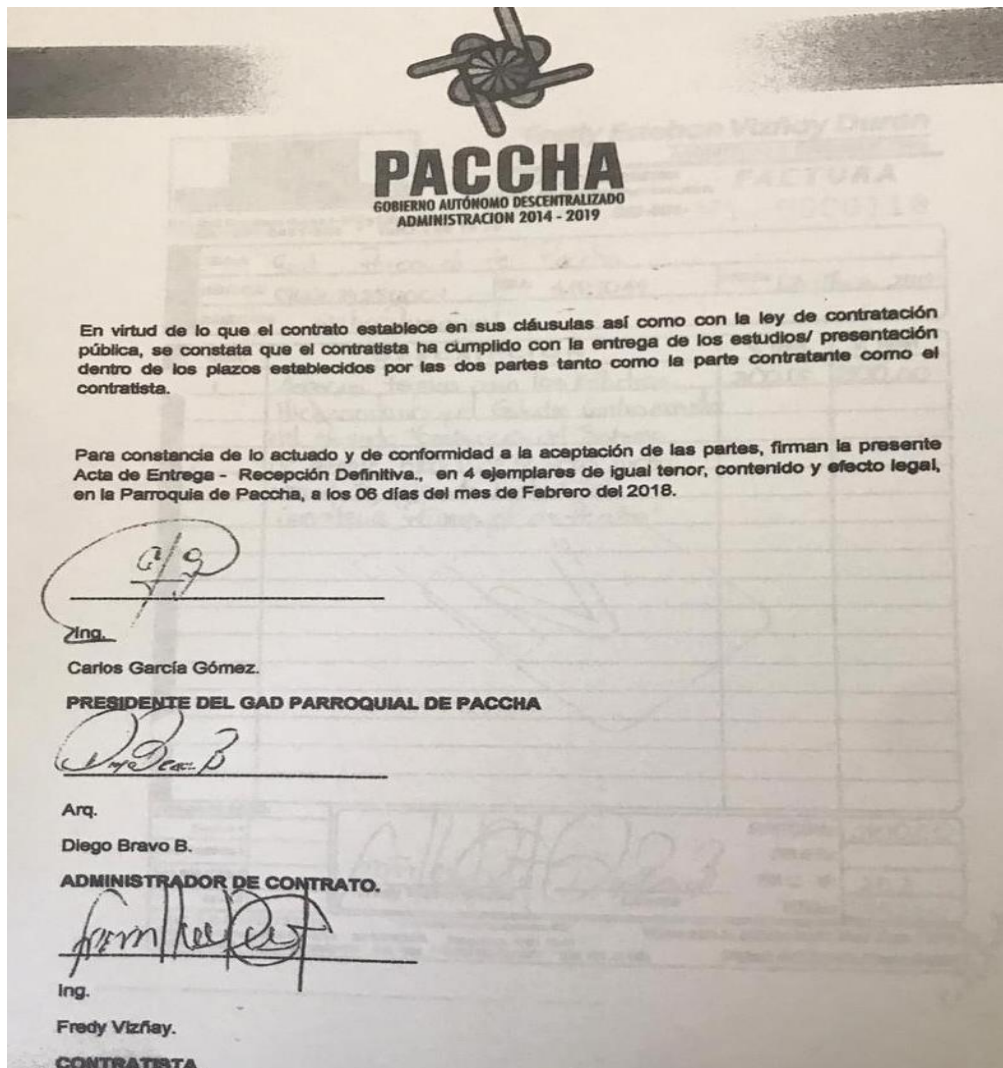 PACCHA
GOBIERNO AUTÓNOMO DESCENTRALIZADO
ADMINISTRACION 2014 - 2019
Fredy Esteban Vizñay Durán
FACTURA
En virtud de lo que el contrato establece en sus cláusulas así como con la ley de contratación
pública, se constata que el contratista ha cumplido con la entrega de los estudios/ presentación
dentro de los plazos establecidos por las dos partes tanto como la parte contratante como el
contratista.
Para constancia de lo actuado y de conformidad a la aceptación de las partes, firman la presente
Acta de Entrega - Recepción Definitiva., en 4 ejemplares de igual tenor, contenido y efecto legal,
en la Parroquia de Paccha, a los 06 días del mes de Febrero del 2018.
Ing.
Carlos García Gómez.
PRESIDENTE DEL GAD PARROQUIAL DE PACCHA
Arq.
Diego Bravo B.
ADMINISTRADOR DE CONTRATO.
Ing.
Fredy Vizñay.
CONTRATISTA